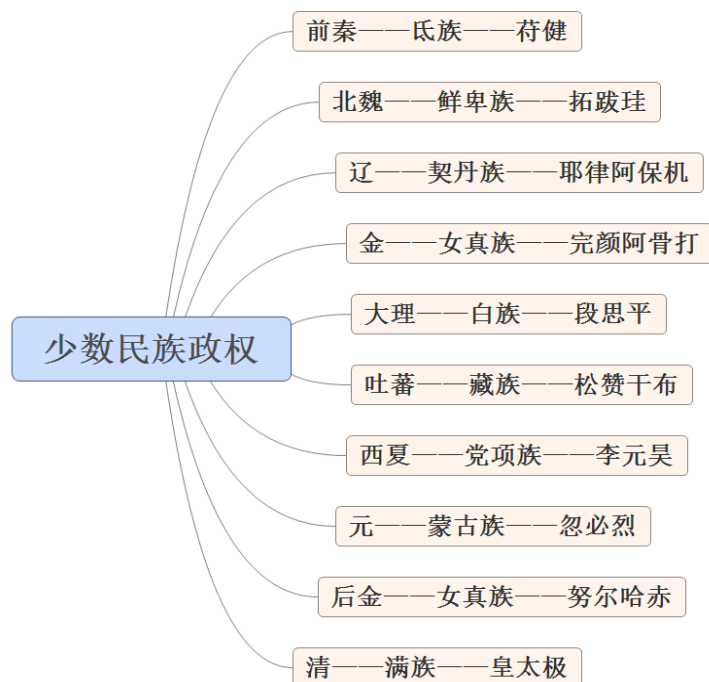 前秦——氐族——苻健
北魏——鲜卑族——拓跋珪
辽——契丹族——耶律阿保机
金——女真族——完颜阿骨打
大理——白族——段思平
少数民族政权
吐蕃——藏族——松赞干布
西夏——党项族——李元昊
元——蒙古族——忽必烈
后金——女真族——努尔哈赤
清——满族——皇太极